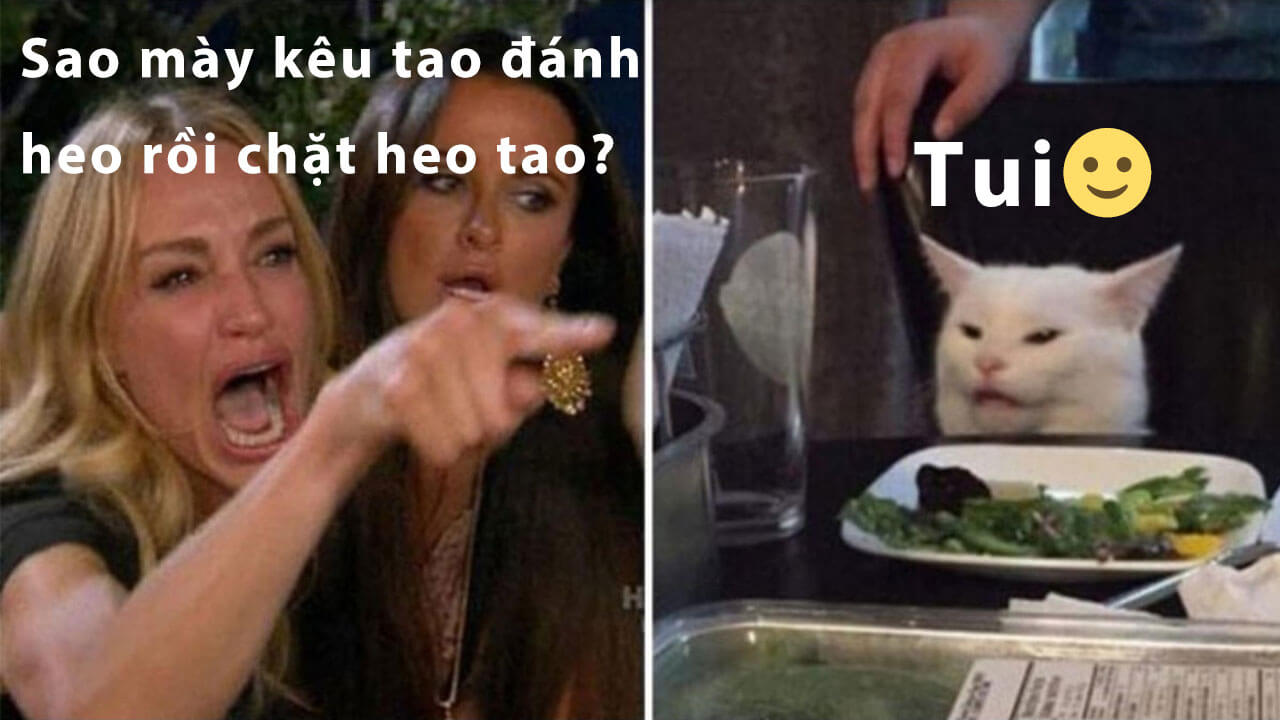 Sao mày kêu tao đánh
heo rồi chặt heo tao?
Tui🙂
H